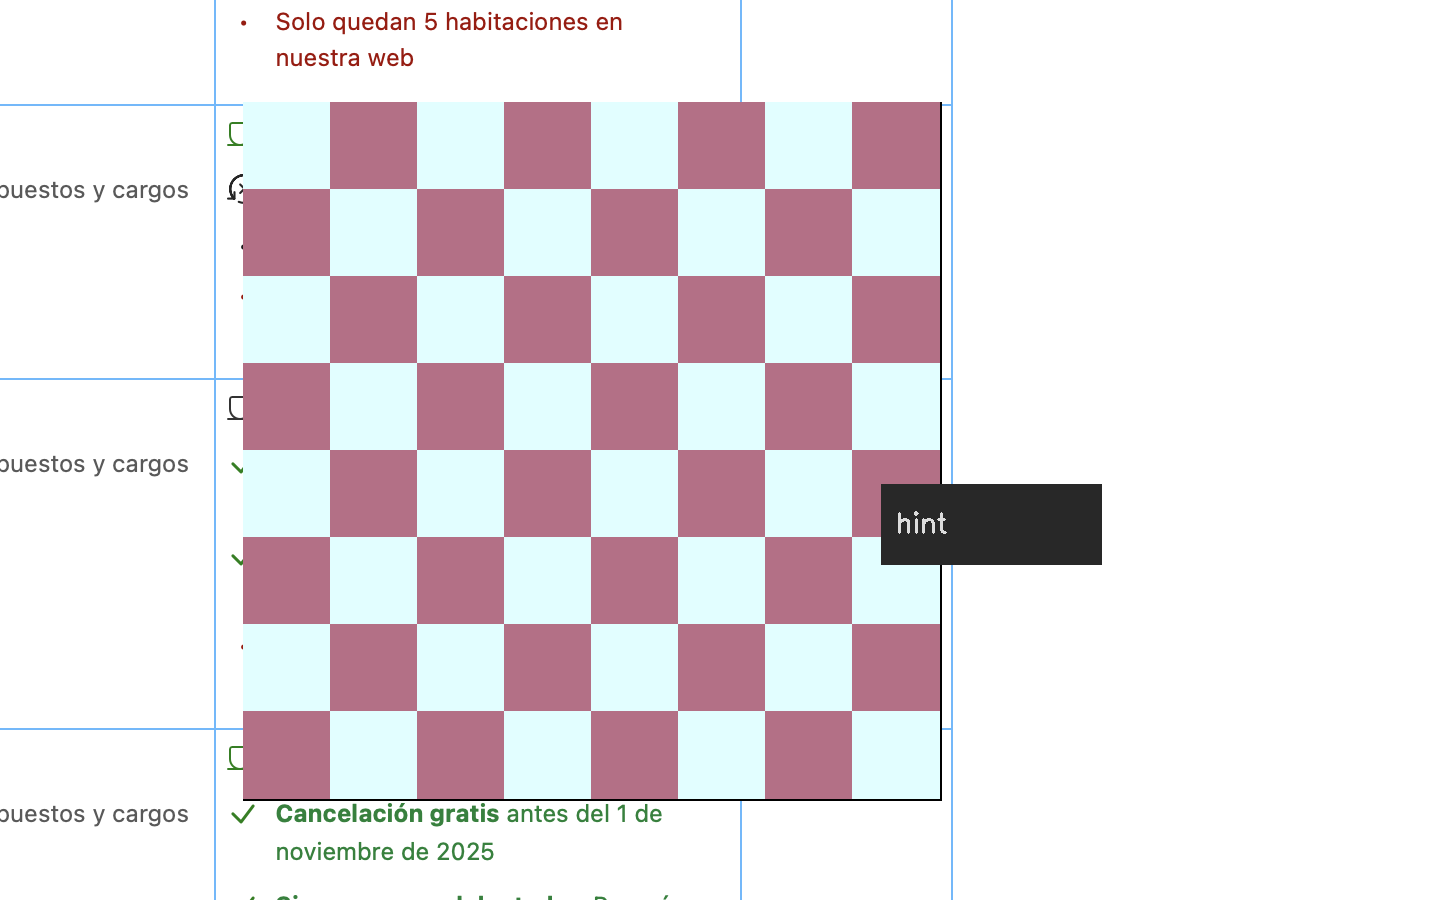 Solo quedan 5 habitaciones en
nuestra web
puestos y cargos
puestos y cargos
hint
puestos y cargos
Cancelación gratis antes del 1 de
noviembre de 2025